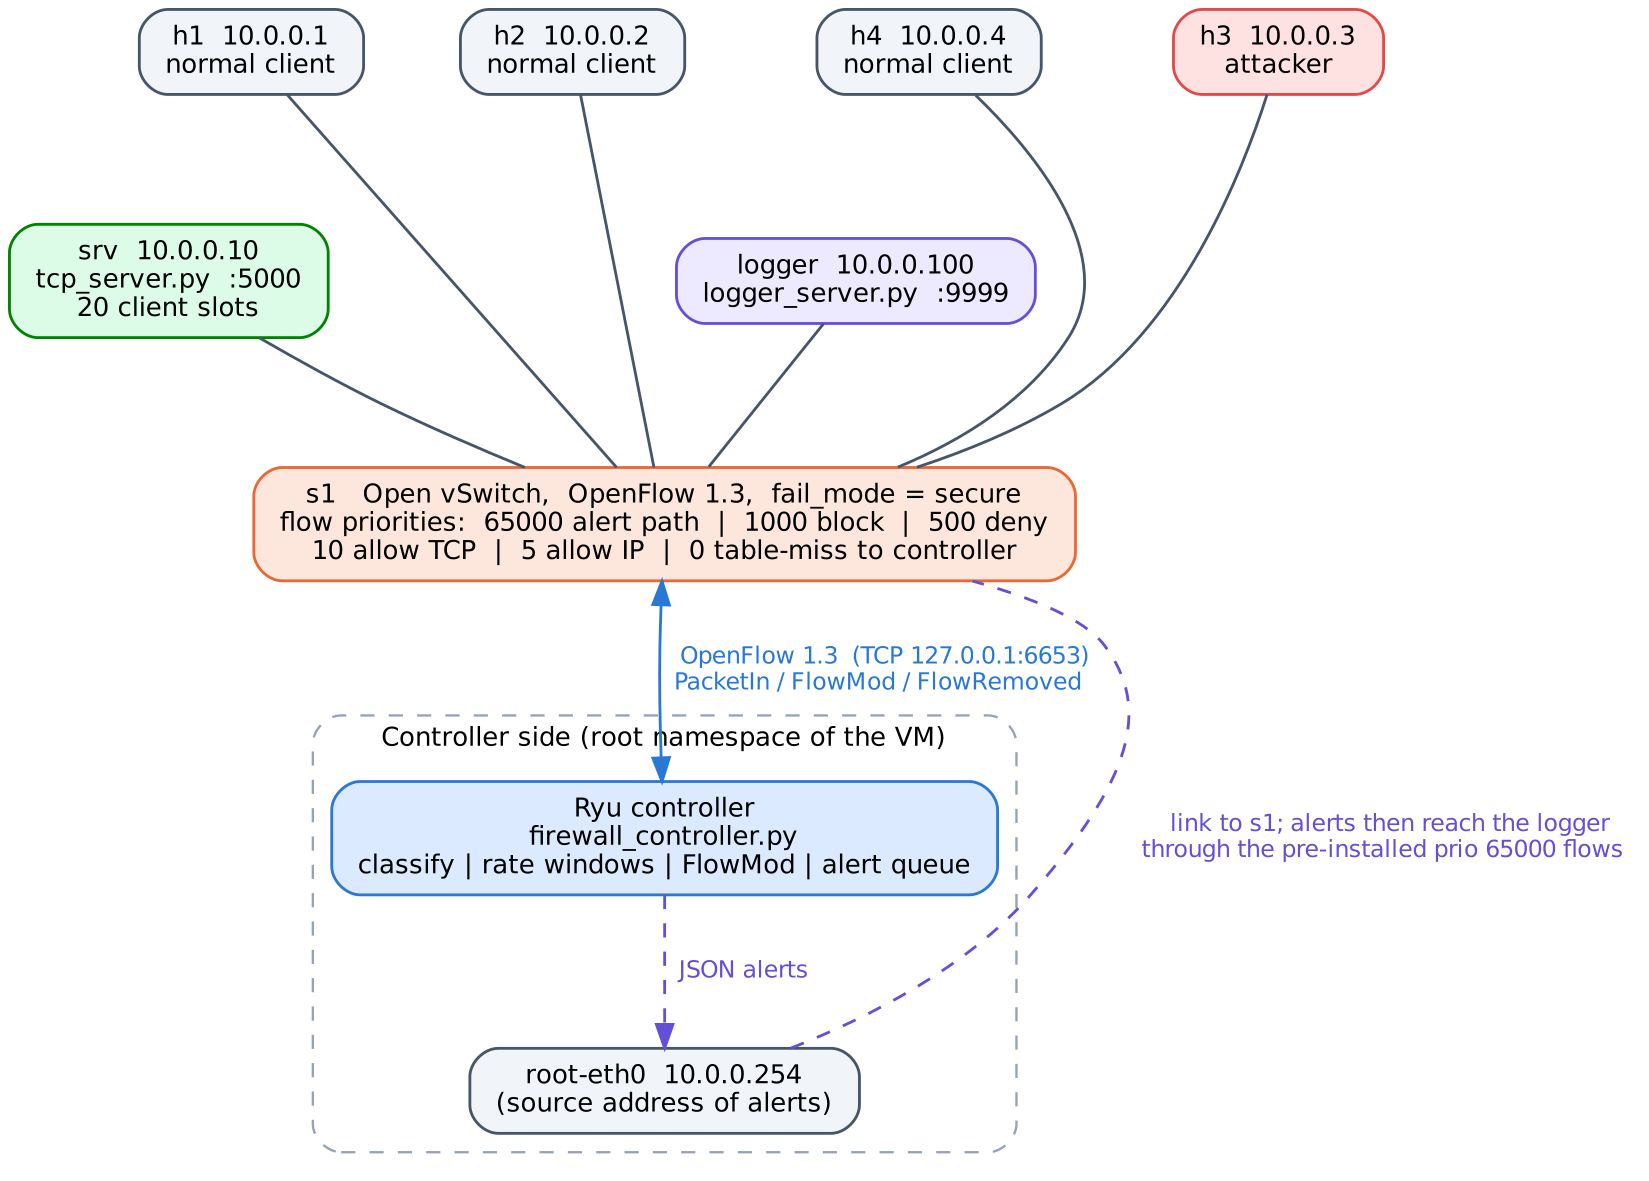 h1  10.0.0.1
normal client
h2  10.0.0.2
normal client
h4  10.0.0.4
normal client
h3  10.0.0.3
attacker
srv  10.0.0.10
tcp_server.py  :5000
20 client slots
logger  10.0.0.100
logger_server.py  :9999
s1   Open vSwitch,  OpenFlow 1.3,  fail_mode = secure
flow priorities:  65000 alert path  |  1000 block  |  500 deny
10 allow TCP  |  5 allow IP  |  0 table-miss to controller
OpenFlow 1.3  (TCP 127.0.0.1:6653)
PacketIn / FlowMod / FlowRemoved
Controller side (root namespace of the VM)
Ryu controller
firewall_controller.py
classify | rate windows | FlowMod | alert queue
link to s1; alerts then reach the logger
through the pre-installed prio 65000 flows
JSON alerts
root-eth0  10.0.0.254
(source address of alerts)